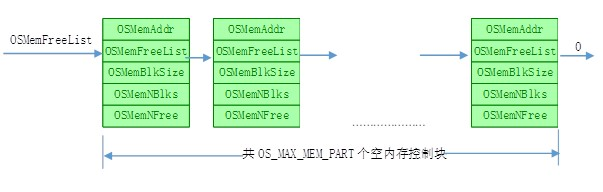 OSMemFreeList
OSMemAddr
OSMemFreeList
OSMemBlkSize
OSMemNBlks
OSMemNFree
OSMemAddr
OSMemFreeList
OSMemBlkSize
OSMemNBlks
OSMemNFree
.....................
OSMemAddr
OSMemFreeList
OSMemBlkSize
OSMemNBlks
OSMemNFree
0
共 OS_MAX_MEM_PART 个空内存控制块